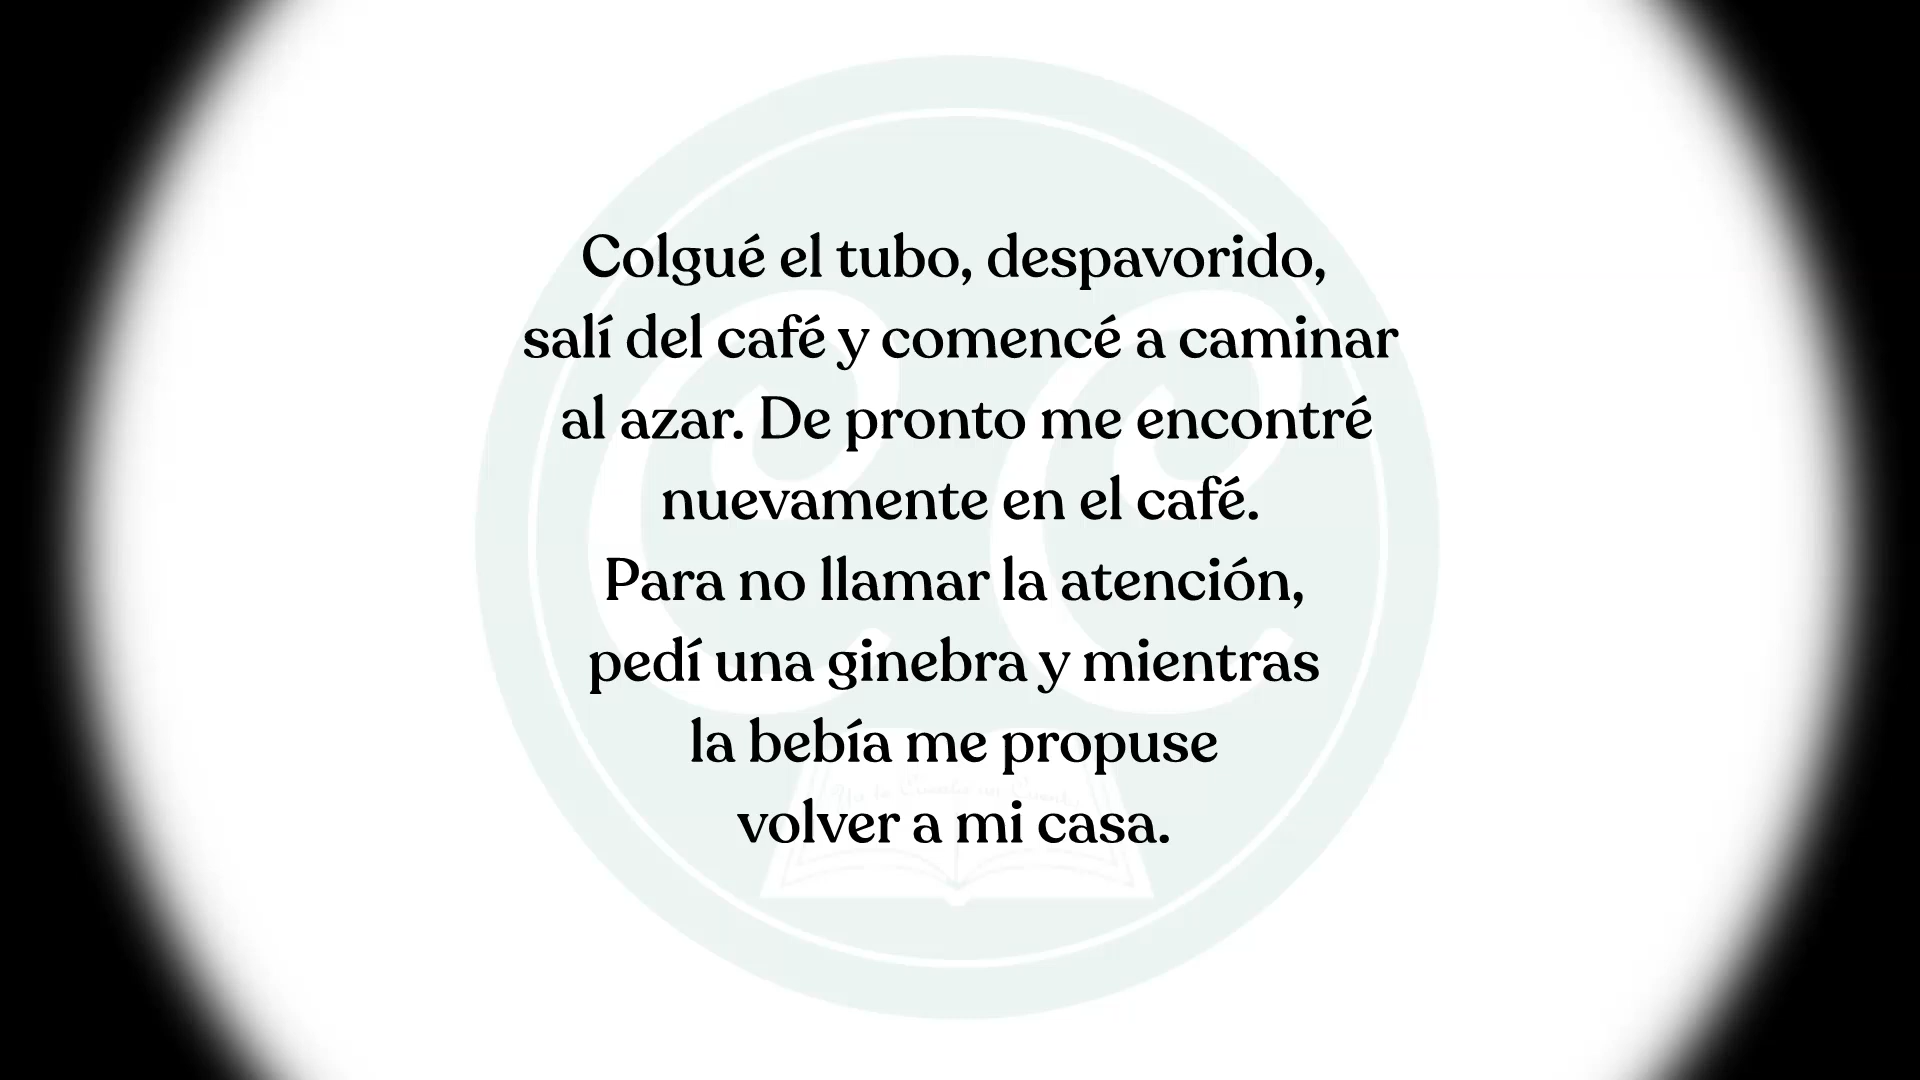 Colgué el tubo, despavorido,
salí del café y comencé a caminar
al azar. De pronto me encontré
nuevamente en el café.
Para no llamar la atención,
pedí una ginebra y mientras
la bebía me propuse
volver a mi casa.